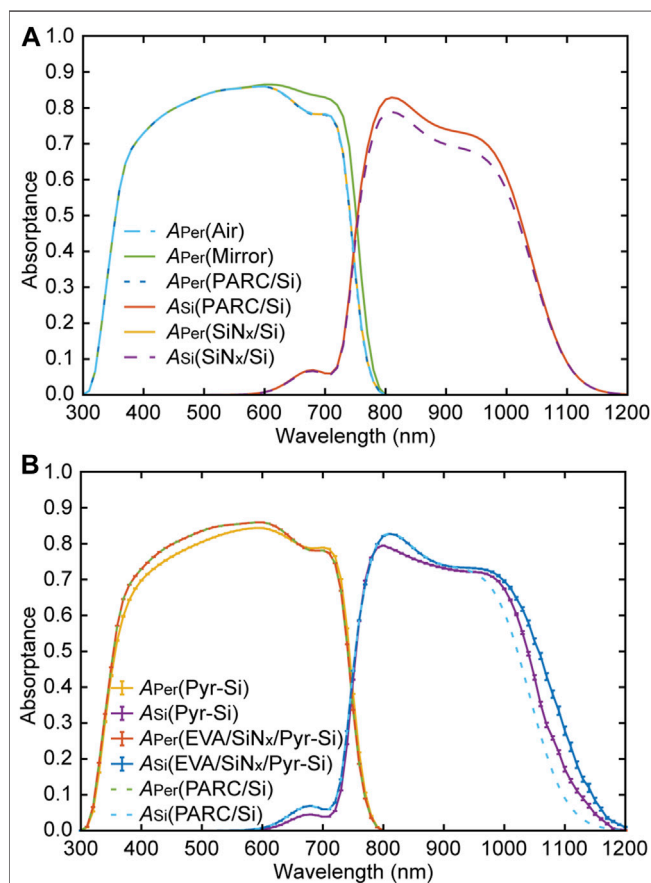 A
1.0
0.9
0.8
0.7
0.6
0.5
0.4
0.3
0.2
0.1
0.0
Absorptance
APer(Air)
APer(Mirror)
APer(PARC/Si)
ASi(PARC/Si)
APer(SiNx/Si)
ASi(SiNx/Si)
300 400 500 600 700 800 900 1000 1100 1200
Wavelength (nm)
B
1.0
0.9
0.8
0.7
0.6
0.5
0.4
0.3
0.2
0.1
0.0
Absorptance
APer(Pyr-Si)
ASi(Pyr-Si)
APer(EVA/SiNx/Pyr-Si)
ASi(EVA/SiNx/Pyr-Si)
APer(PARC/Si)
ASi(PARC/Si)
300 400 500 600 700 800 900 1000 1100 1200
Wavelength (nm)